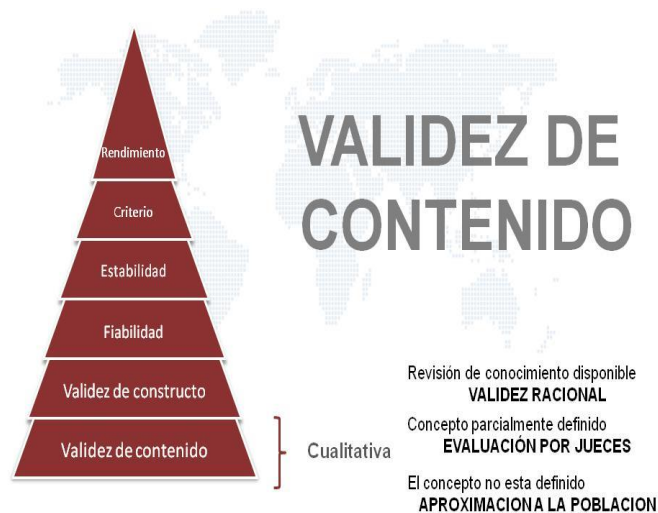 VALIDEZ DE
CONTENIDO
Rendimiento
Criterio
Estabilidad
Fiabilidad
Validez de constructo
Validez de contenido
Cualitativa
Revisión de conocimiento disponible
VALIDEZ RACIONAL
Concepto parcialmente definido
EVALUACIÓN POR JUECES
El concepto no esta definido
APROXIMACION A LA POBLACION